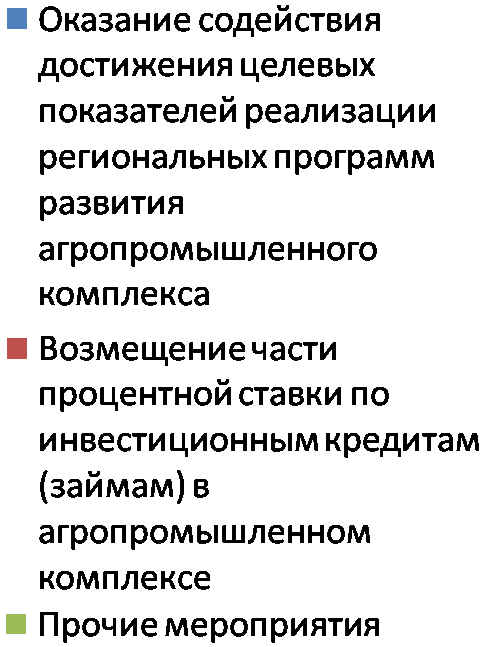 Оказание содействия
достижения целевых
показателей реализации
региональных программ
развития
агропромышленного
комплекса
Возмещение части
процентной ставки по
инвестиционным кредитам
(займам) в
агропромышленном
комплексе
Прочие мероприятия